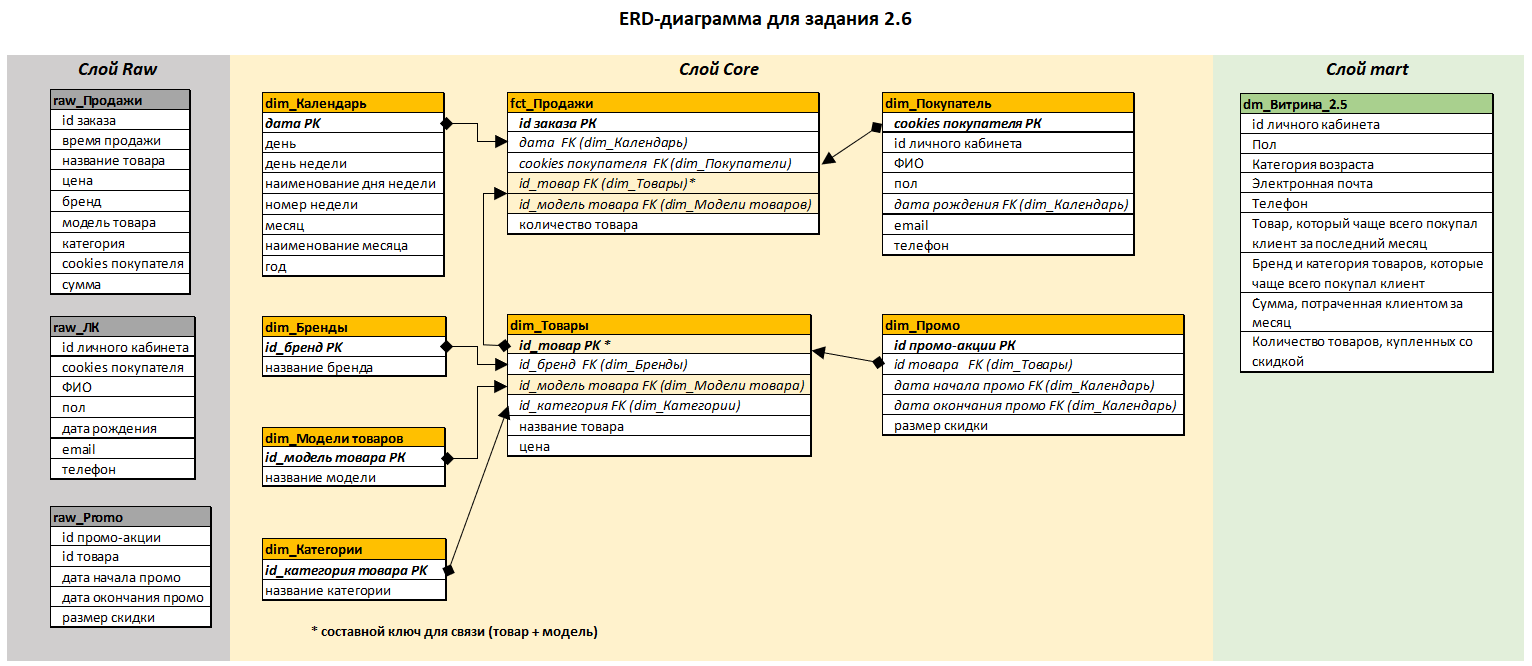 ERD-диаграмма для задания 2.6
Слой Raw
raw_Продажи
id заказа
время продажи
название товара
цена
бренд
модель товара
категория
cookies покупателя
сумма
raw_ЛК
id личного кабинета
cookies покупателя
ФИО
пол
дата рождения
email
телефон
raw_Promo
id промо-акции
id товара
дата начала промо
дата окончания промо
размер скидки
Слой Core
dim_Календарь
дата PK
день
день недели
наименование дня недели
номер недели
месяц
наименование месяца
год
fct_Продажи
id заказа PK
дата FK (dim_Календарь)
cookies покупателя FK (dim_Покупатели)
id_товар FK (dim_Товары)*
id_модель товара FK (dim_Модели товаров)
количество товара
dim_Покупатель
cookies покупателя PK
id личного кабинета
ФИО
пол
дата рождения FK (dim_Календарь)
email
телефон
dim_Бренды
id_бренд PK
название бренда
dim_Товары
id_товар PK *
id_бренд FK (dim_Бренды)
id_модель товара FK (dim_Модели товара)
id_категория FK (dim_Категории)
название товара
цена
dim_Промо
id промо-акции PK
id товара FK (dim_Товары)
дата начала промо FK (dim_Календарь)
дата окончания промо FK (dim_Календарь)
размер скидки
dim_Модели товаров
id_модель товара PK
название модели
dim_Категории
id_категория товара PK
название категории
* составной ключ для связи (товар + модель)
Слой mart
dm_Витрина_2.5
id личного кабинета
Пол
Категория возраста
Электронная почта
Телефон
Товар, который чаще всего покупал
клиент за последний месяц
Бренд и категория товаров, которые
чаще всего покупал клиент
Сумма, потраченная клиентом за
месяц
Количество товаров, купленных со
скидкой